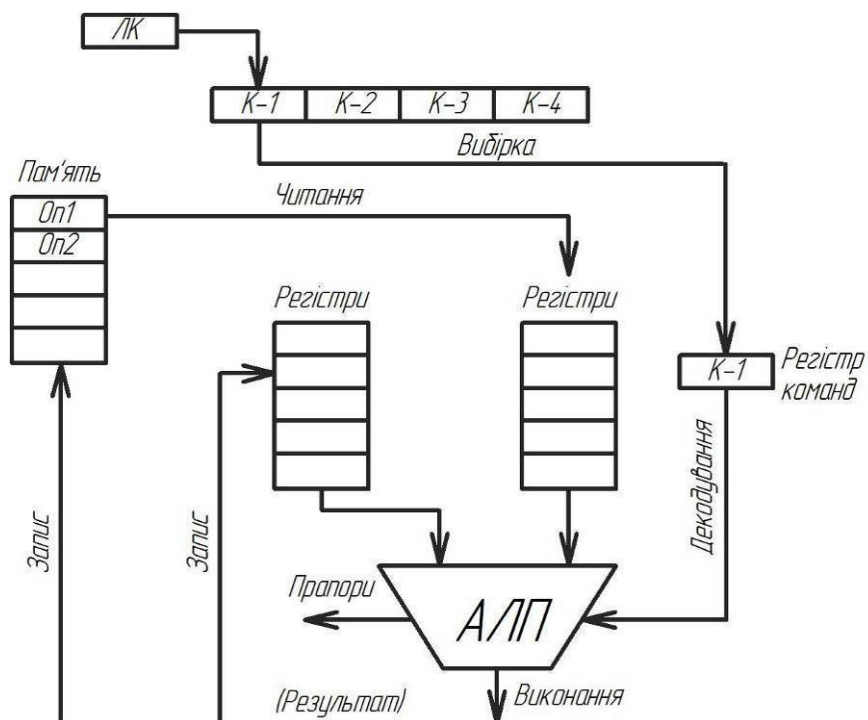 ЛК
К-1 К-2 К-3 К-4
Вибірка
Пам'ять
Читання
Оп1
Оп2
Регістри
Регістри
К-1
Регістр
команд
Декодування
Запис
Запис
Прапори
АЛП
(Результат)
Виконання